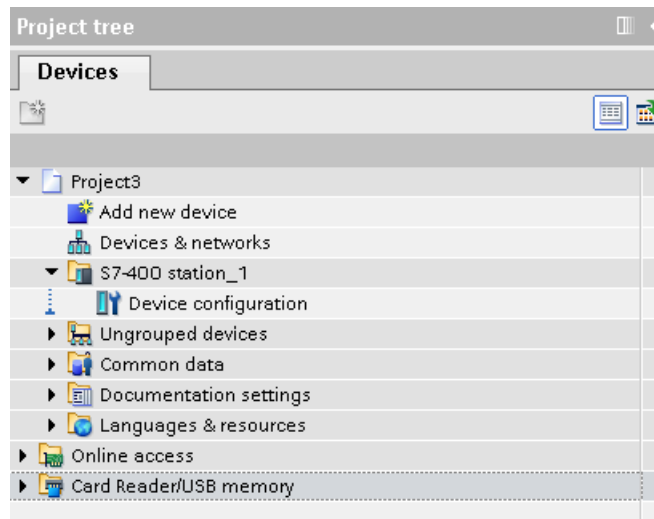 Project tree
Devices
Project3
Add new device
Devices & networks
S7-400 station_1
Device configuration
Ungrouped devices
Common data
Documentation settings
Languages & resources
Online access
Card Reader/USB memory